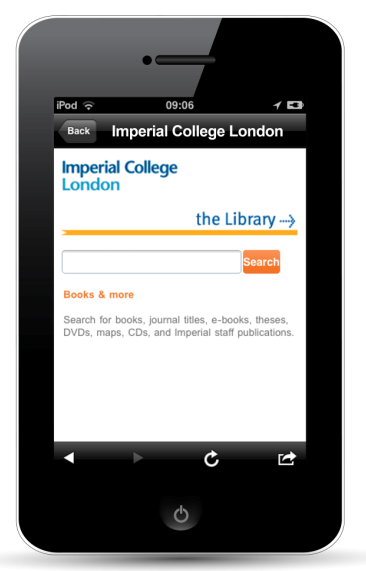 iPod 09:06
Back Imperial College London
Imperial College
London
the Library
Search
Books & more
Search for books, journal titles, e-books, theses,
DVDs, maps, CDs, and Imperial staff publications.